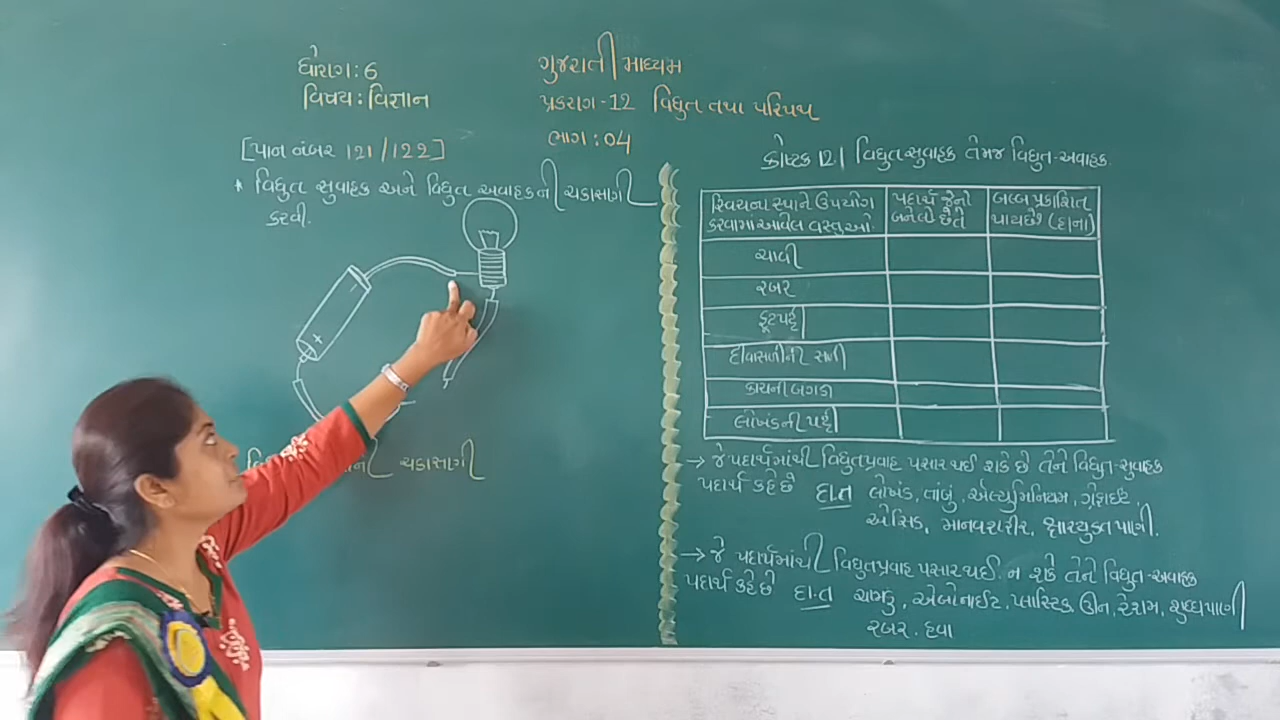 ધોરણ : 6
વિષય : વિજ્ઞાન
ગુજરાતી માધ્યમ
પ્રકરણ - 12 વિદ્યુત તથા પરિપથ
ભાગ : 04
[પાન નંબર 121 / 122]
* વિદ્યુત સુવાહક અને વિદ્યુત અવાહકની ચકાસણી
કરવી.
+
ચકાસણી
કોષ્ટક 12.1 વિદ્યુત સુવાહક તેમજ વિદ્યુત-અવાહક
સ્વિચના સ્થાને ઉપયોગ કરવામાં આવેલ વસ્તુઓ
પદાર્થ જેનો બનેલો છે તે
બલ્બ પ્રકાશિત થાય છે? (હા/ના)
ચાવી
રબર
ફૂટપટ્ટી
દીવાસળીની સળી
કાચની બંગડી
લોખંડની પટ્ટી
→ જે પદાર્થમાંથી વિદ્યુતપ્રવાહ પસાર થઈ શકે છે તેને વિદ્યુત-સુવાહક
પદાર્થ કહે છે દા.ત લોખંડ, તાંબું, એલ્યુમિનિયમ, ગ્રેફાઈટ,
એસિડ, માનવશરીર, ક્ષારયુક્ત પાણી.
→ જે પદાર્થમાંથી વિદ્યુતપ્રવાહ પસાર થઈ ન શકે તેને વિદ્યુત-અવાહક
પદાર્થ કહે છે દા.ત ચામડું, એબોનાઈટ, પ્લાસ્ટિક, ઊન, રેશમ, શુધ્ધપાણી
રબર. હવા